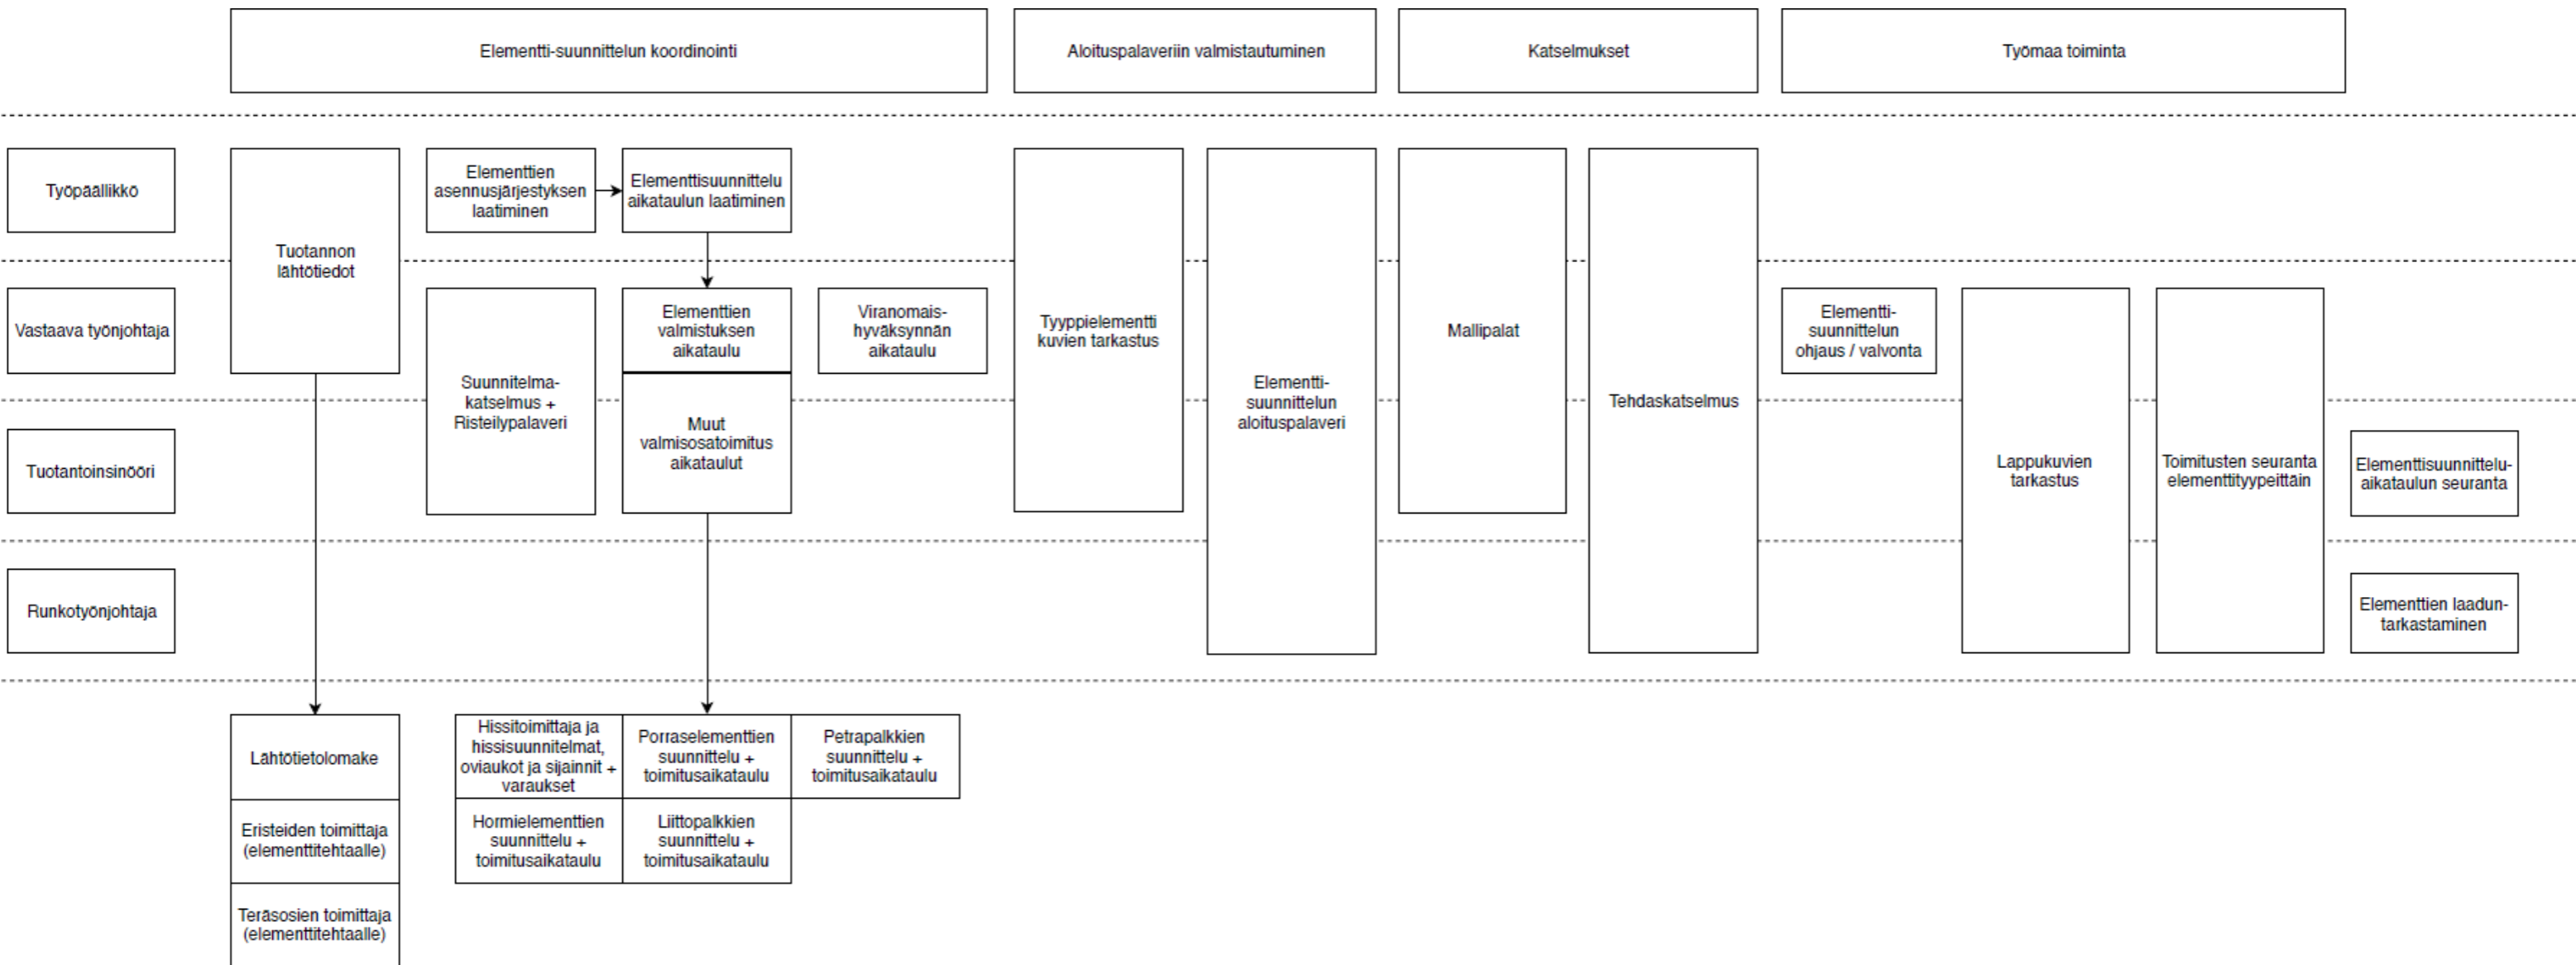 Elementti-suunnittelun koordinointi
Aloituspalaveriin valmistautuminen
Katselmukset
Työmaa toiminta
Työpäällikkö
Tuotannon
lähtötiedot
Elementtien
asennusjärjestyksen
laatiminen
Elementtisuunnittelu
aikataulun laatiminen
Vastaava työnjohtaja
Suunnitelma-
katselmus +
Risteilypalaveri
Elementtien
valmistuksen
aikataulu
Viranomais-
hyväksynnän
aikataulu
Muut
valmisosatoimitus
aikataulut
Tyyppielementti
kuvien tarkastus
Elementti-
suunnittelun
aloituspalaveri
Mallipalat
Tehdaskatselmus
Elementti-
suunnittelun
ohjaus / valvonta
Lappukuvien
tarkastus
Toimitusten seuranta
elementtityypeittäin
Tuotantoinsinööri
Elementtisuunnittelu-
aikataulun seuranta
Runkotyönjohtaja
Elementtien laadun-
tarkastaminen
Lähtötietolomake
Eristeiden toimittaja
(elementtitehtaalle)
Teräsosien toimittaja
(elementtitehtaalle)
Hissitoimittaja ja
hissisuunnitelmat,
oviaukot ja sijainnit +
varaukset
Porraselementtien
suunnittelu +
toimitusaikataulu
Petrapalkkien
suunnittelu +
toimitusaikataulu
Hormielementtien
suunnittelu +
toimitusaikataulu
Liittopalkkien
suunnittelu +
toimitusaikataulu